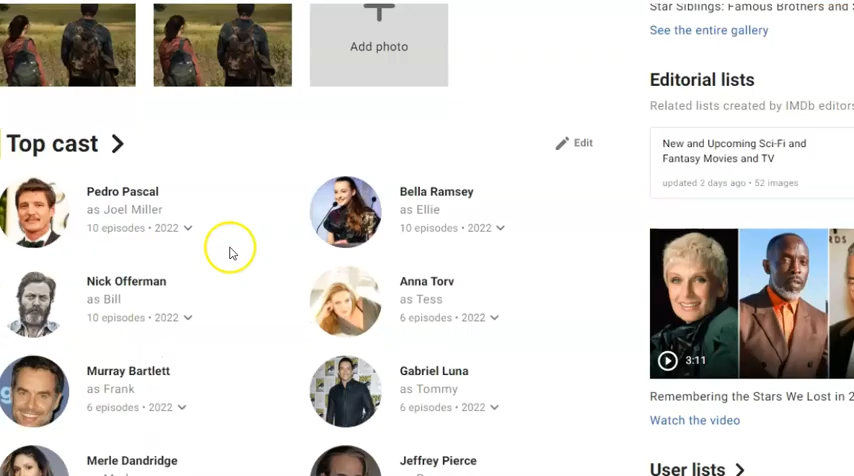 Add photo
Star Siblings: Famous Brothers and S
See the entire gallery
Editorial lists
Related lists created by IMDb editors
New and Upcoming Sci-Fi and
Fantasy Movies and TV
updated 2 days ago • 52 images
Top cast
Edit
Pedro Pascal
as Joel Miller
10 episodes • 2022
Bella Ramsey
as Ellie
10 episodes • 2022
Nick Offerman
as Bill
10 episodes • 2022
Anna Torv
as Tess
6 episodes • 2022
Murray Bartlett
as Frank
6 episodes • 2022
Gabriel Luna
as Tommy
6 episodes • 2022
Merle Dandridge
Jeffrey Pierce
3:11
Remembering the Stars We Lost in 2
Watch the video
User lists